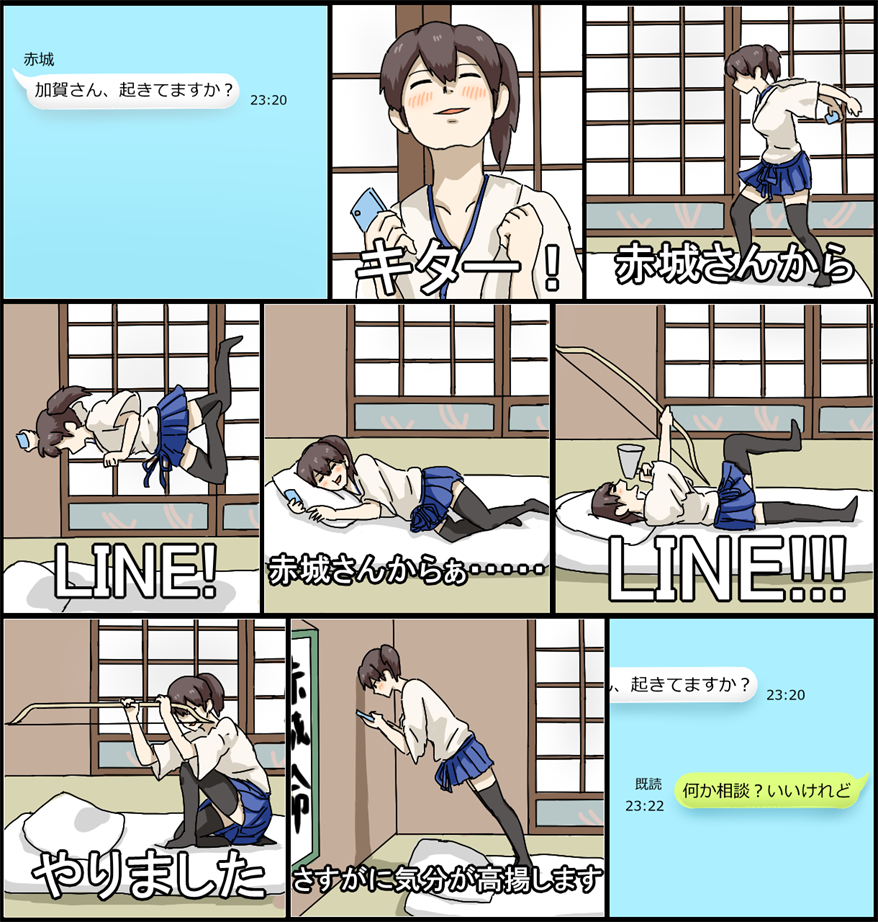 赤城
加賀さん、起きてますか？
23:20
キター！
赤城さんから
LINE!
赤城さんからぁ‥‥‥
LINE!!!
やりました
さすがに気分が高揚します
、起きてますか？
23:20
既読
23:22
何か相談？いいけれど